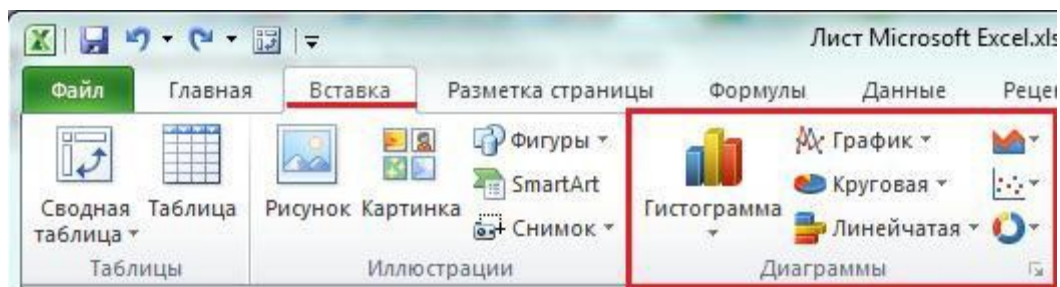 Лист Microsoft Excel.xls
Файл Главная Вставка Разметка страницы Формулы Данные Рецен
Сводная таблица
Таблица
Рисунок
Картинка
Фигуры
SmartArt
Снимок
Гистограмма
График
Круговая
Линейчатая
Таблицы
Иллюстрации
Диаграммы